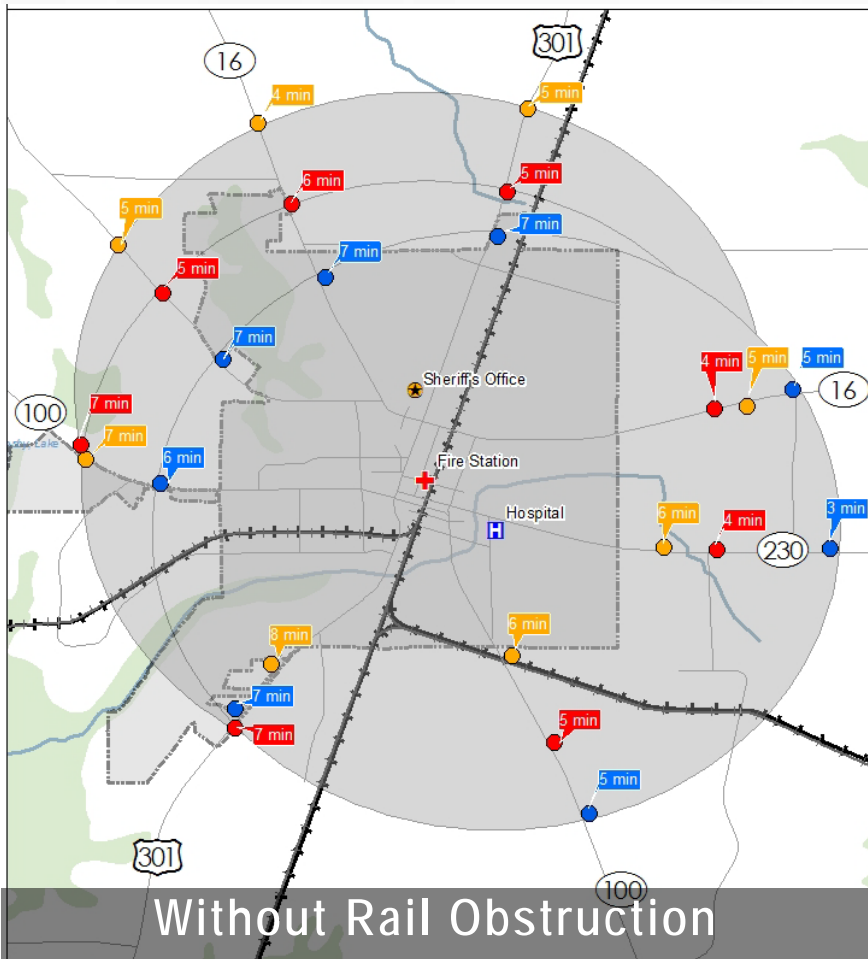 301
16
4 min
5 min
6 min
5 min
5 min
7 min
7 min
5 min
7 min
Sheriff's Office
4 min
5 min
5 min
16
100
7 min
7 min
6 min
Fire Station
Hospital
6 min
4 min
3 min
230
8 min
6 min
7 min
7 min
5 min
5 min
301
100
Without Rail Obstruction